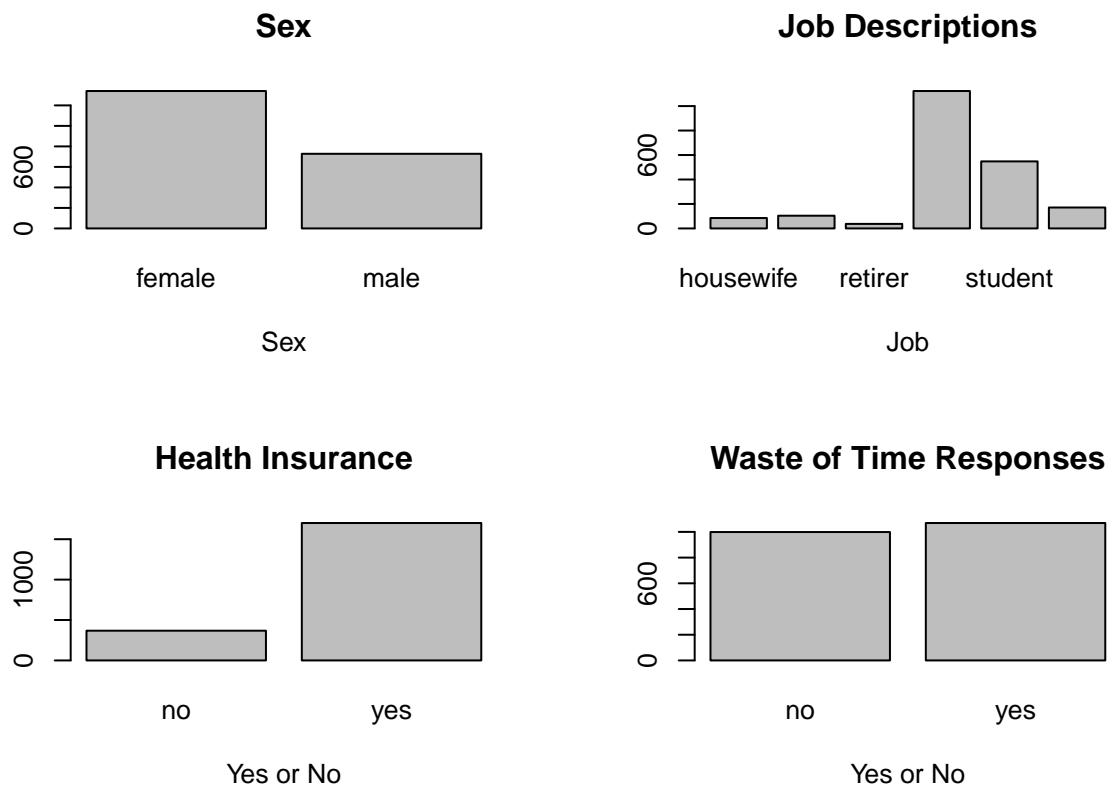 Sex
600
0
female male
Sex
Job Descriptions
600
0
housewife retirer student
Job
Health Insurance
1000
0
no yes
Yes or No
Waste of Time Responses
600
0
no yes
Yes or No